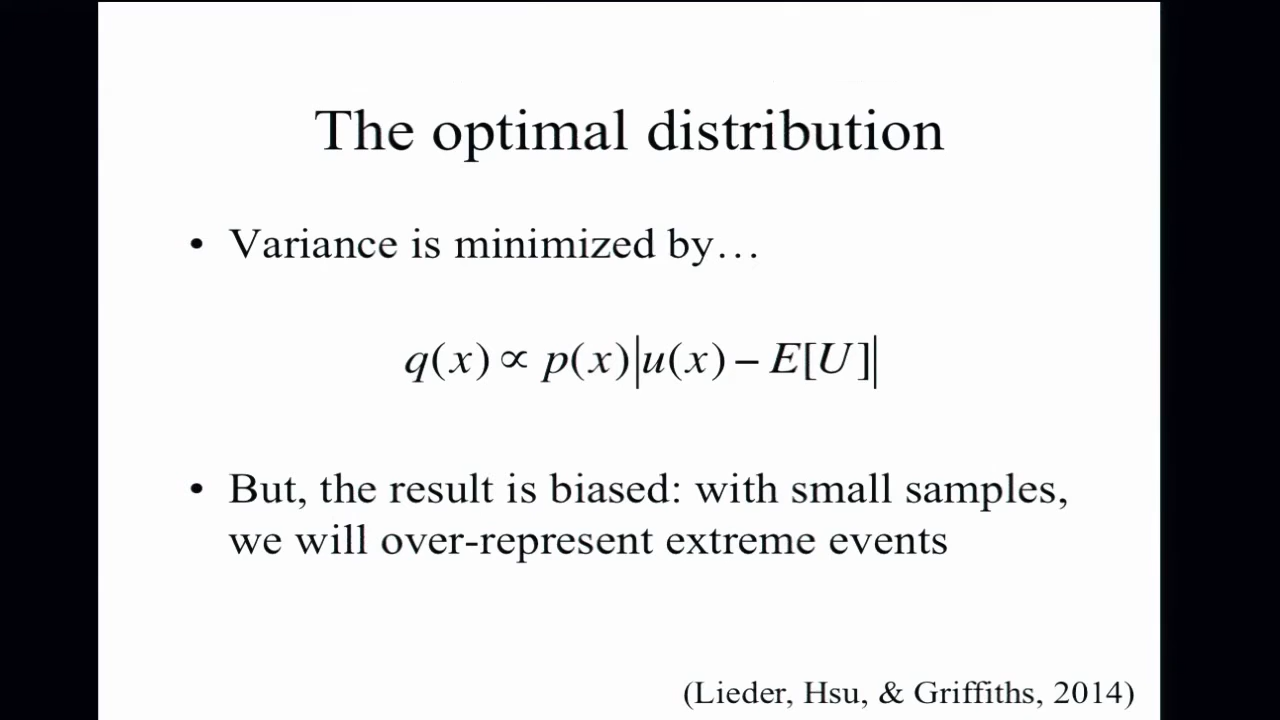 The optimal distribution
• Variance is minimized by…
q(x) ∝ p(x)|u(x) − E[U]|
• But, the result is biased: with small samples,
we will over-represent extreme events
(Lieder, Hsu, & Griffiths, 2014)